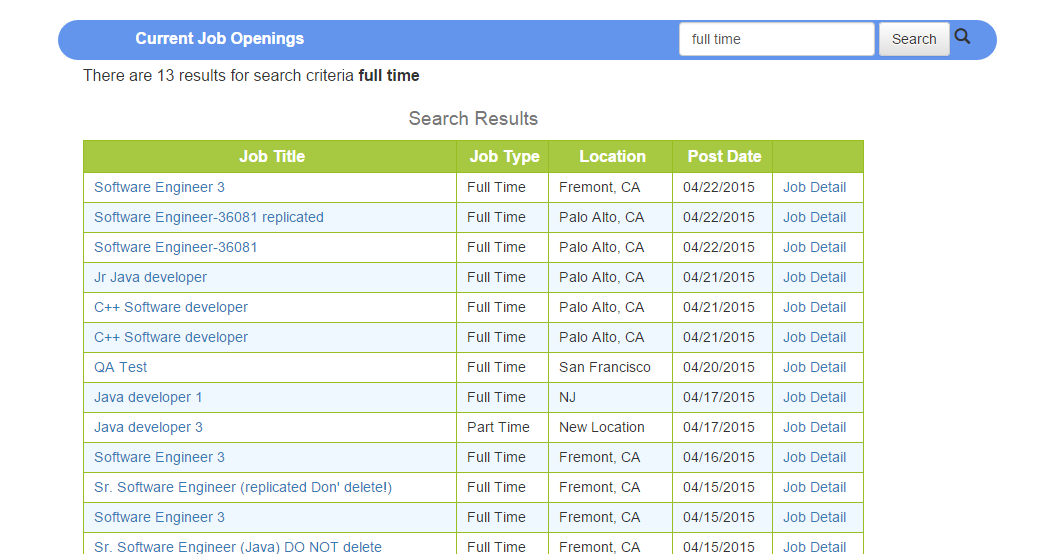 Current Job Openings full time Search
There are 13 results for search criteria full time
Search Results
Job Title Job Type Location Post Date
Software Engineer 3 Full Time Fremont, CA 04/22/2015 Job Detail
Software Engineer-36081 replicated Full Time Palo Alto, CA 04/22/2015 Job Detail
Software Engineer-36081 Full Time Palo Alto, CA 04/22/2015 Job Detail
Jr Java developer Full Time Palo Alto, CA 04/21/2015 Job Detail
C++ Software developer Full Time Palo Alto, CA 04/21/2015 Job Detail
C++ Software developer Full Time Palo Alto, CA 04/21/2015 Job Detail
QA Test Full Time San Francisco 04/20/2015 Job Detail
Java developer 1 Full Time NJ 04/17/2015 Job Detail
Java developer 3 Part Time New Location 04/17/2015 Job Detail
Software Engineer 3 Full Time Fremont, CA 04/16/2015 Job Detail
Sr. Software Engineer (replicated Don' delete!) Full Time Fremont, CA 04/15/2015 Job Detail
Software Engineer 3 Full Time Fremont, CA 04/15/2015 Job Detail
Sr. Software Engineer (Java) DO NOT delete Full Time Fremont, CA 04/15/2015 Job Detail